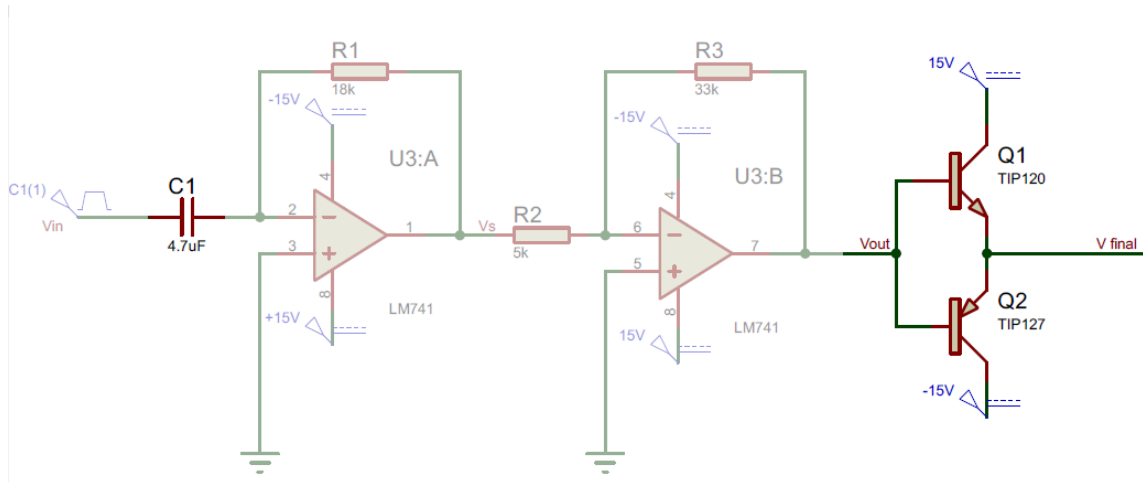 R1
18k
-15V
U3:A
4
C1(1)
Vin
C1
4.7uF
2
3
1
8
+15V
LM741
Vs
R2
5k
R3
33k
-15V
U3:B
4
6
5
7
8
15V
LM741
Vout
15V
Q1
TIP120
V final
Q2
TIP127
-15V